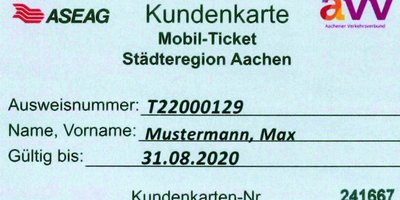 ASEAG
Kundenkarte
avv
Aachener Verkehrsverbund
Mobil-Ticket
Städteregion Aachen
Ausweisnummer: T22000129
Name, Vorname: Mustermann, Max
Gültig bis: 31.08.2020
Kundenkarten-Nr. 241667